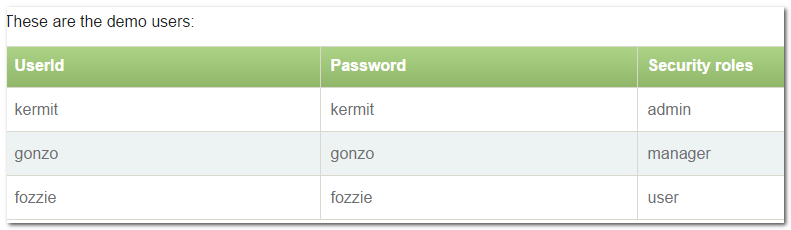 These are the demo users:
UserId Password Security roles
kermit kermit admin
gonzo gonzo manager
fozzie fozzie user